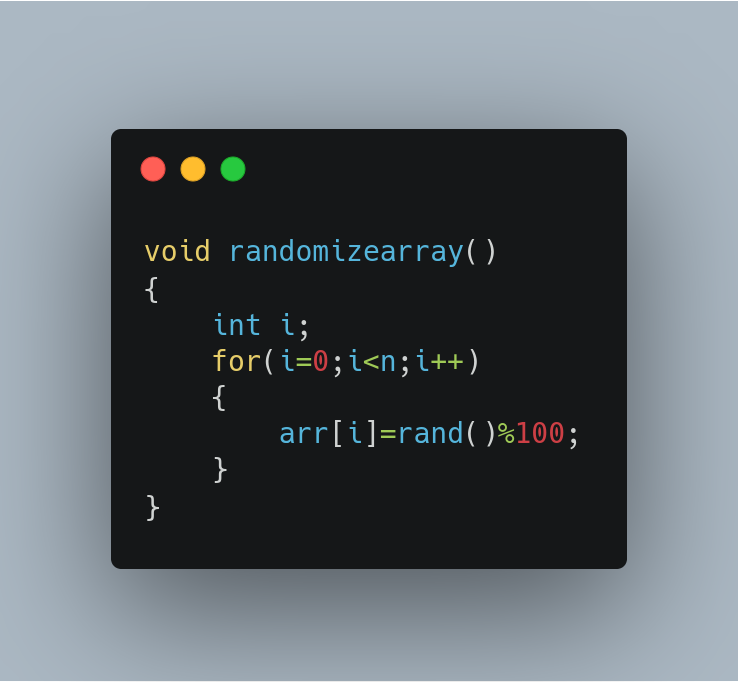 void randomizearray()
{
    int i;
    for(i=0;i<n;i++)
    {
        arr[i]=rand()%100;
    }
}